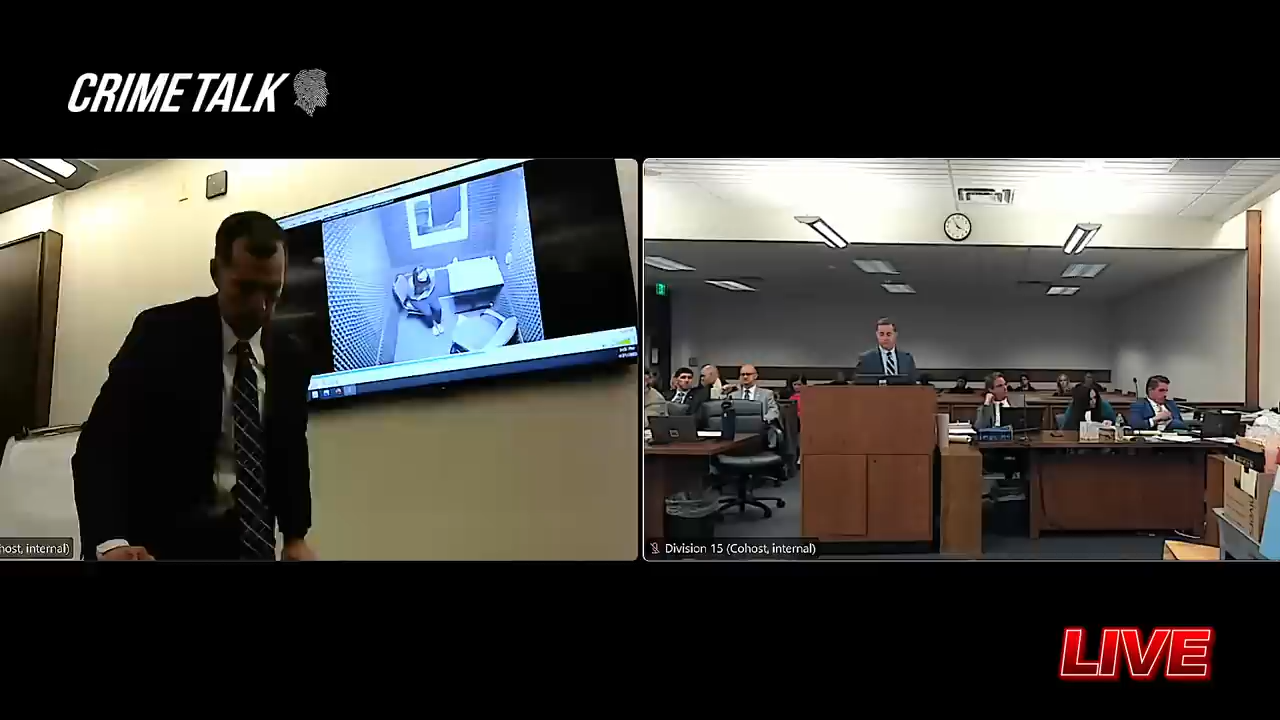 CRIME TALK
host, internal)
Division 15 (Cohost, internal)
LIVE